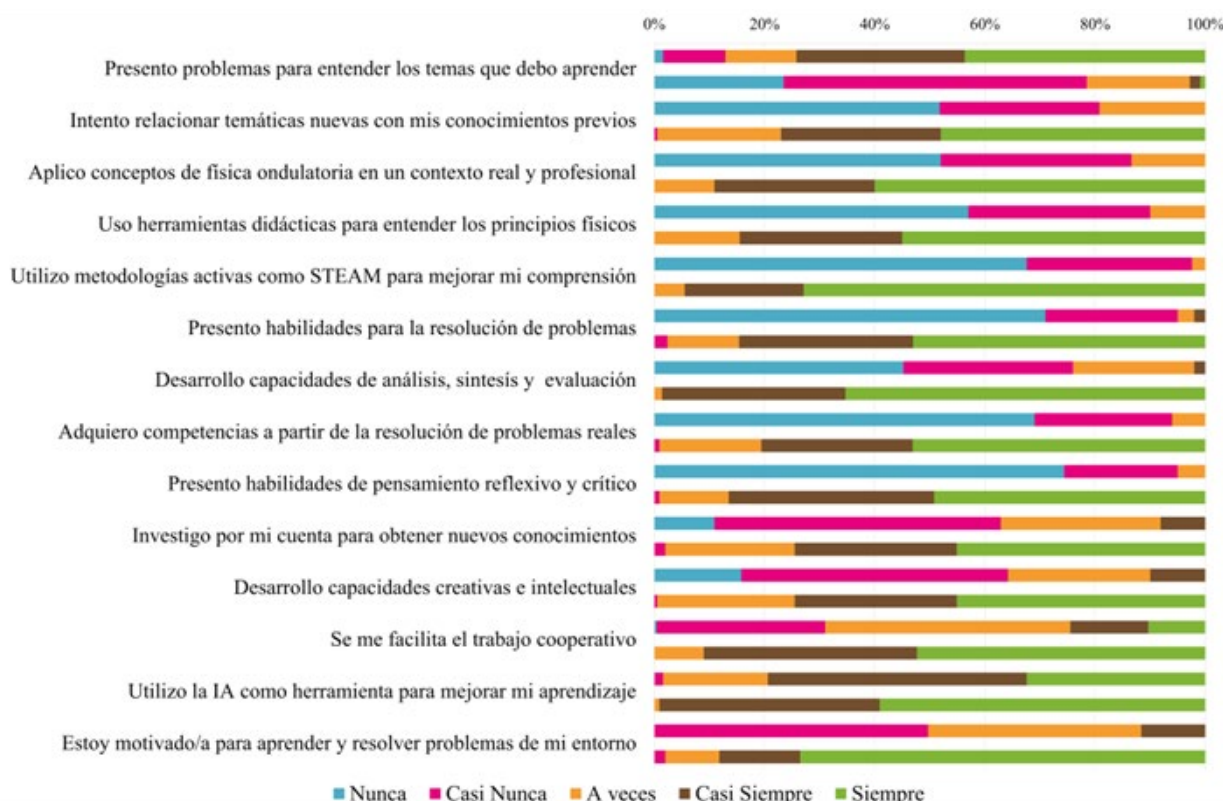 0% 20% 40% 60% 80% 100%
Presento problemas para entender los temas que debo aprender
Intento relacionar temáticas nuevas con mis conocimientos previos
Aplico conceptos de física ondulatoria en un contexto real y profesional
Uso herramientas didácticas para entender los principios físicos
Utilizo metodologías activas como STEAM para mejorar mi comprensión
Presento habilidades para la resolución de problemas
Desarrollo capacidades de análisis, sintesis y evaluación
Adquiero competencias a partir de la resolución de problemas reales
Presento habilidades de pensamiento reflexivo y crítico
Investigo por mi cuenta para obtener nuevos conocimientos
Desarrollo capacidades creativas e intelectuales
Se me facilita el trabajo cooperativo
Utilizo la IA como herramienta para mejorar mi aprendizaje
Estoy motivado/a para aprender y resolver problemas de mi entorno
Nunca Casi Nunca A veces Casi Siempre Siempre